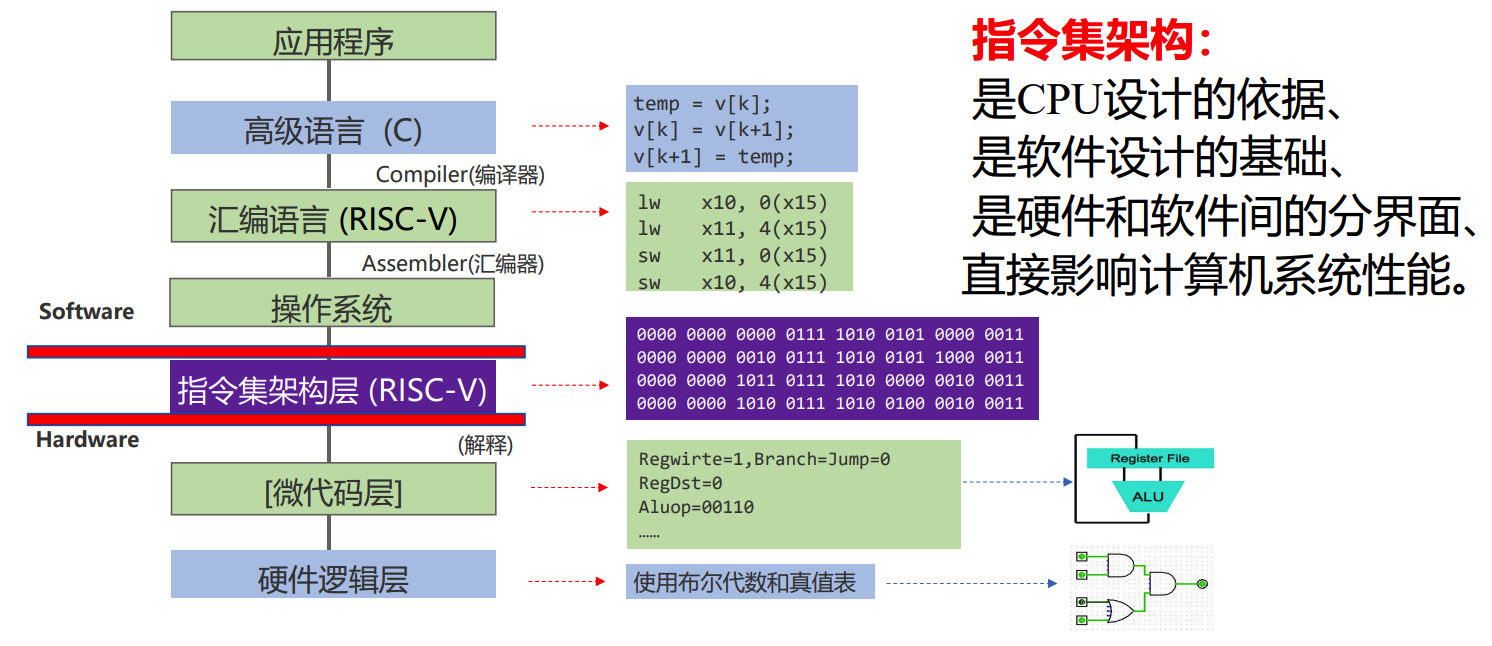 应用程序
高级语言 (C)
Compiler(编译器)
汇编语言 (RISC-V)
Assembler(汇编器)
操作系统
Software
指令集架构层 (RISC-V)
Hardware
(解释)
[微代码层]
硬件逻辑层
temp = v[k];
v[k] = v[k+1];
v[k+1] = temp;
lw x10, 0(x15)
lw x11, 4(x15)
sw x11, 0(x15)
sw x10, 4(x15)
0000 0000 0000 0111 1010 0101 0000 0011
0000 0000 0010 0111 1010 0101 1000 0011
0000 0000 1011 0111 1010 0000 0010 0011
0000 0000 1010 0111 1010 0100 0010 0011
Regwirte=1,Branch=Jump=0
RegDst=0
Aluop=00110
……
使用布尔代数和真值表
Register File
ALU
指令集架构：
是CPU设计的依据、
是软件设计的基础、
是硬件和软件间的分界面、
直接影响计算机系统性能。